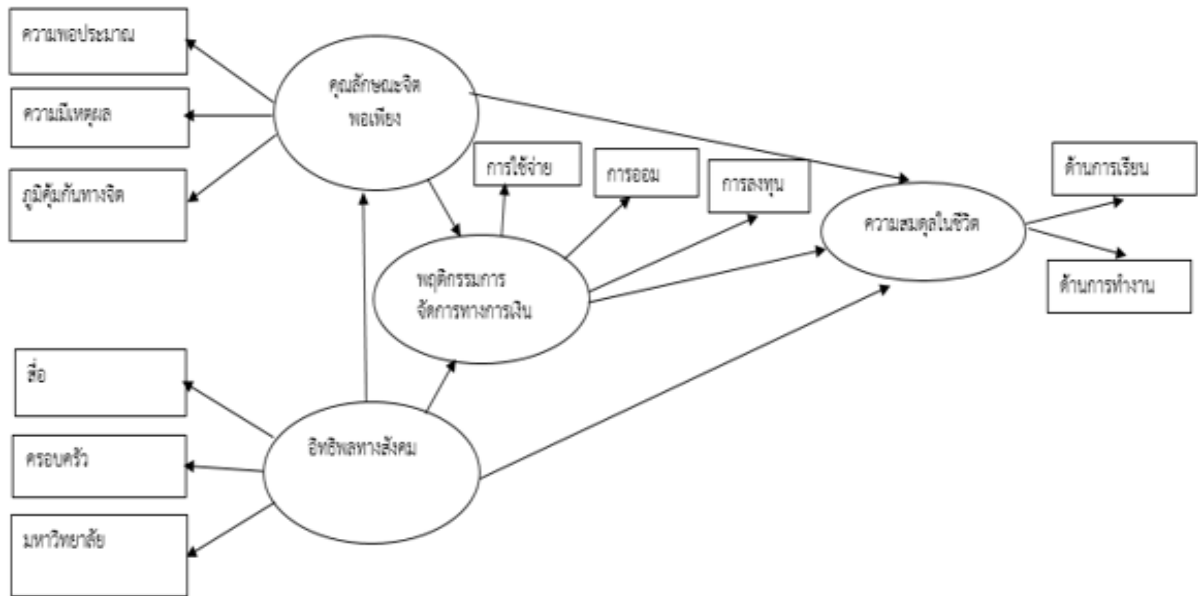 ความพอประมาณ
ความมีเหตุผล
ภูมิคุ้มกันทางจิต
คุณลักษณะจิต
พอเพียง
การใช้จ่าย
การออม
การลงทุน
พฤติกรรมการ
จัดการทางการเงิน
ความสมดุลในชีวิต
ด้านการเรียน
ด้านการทำงาน
สื่อ
ครอบครัว
มหาวิทยาลัย
อิทธิพลทางสังคม